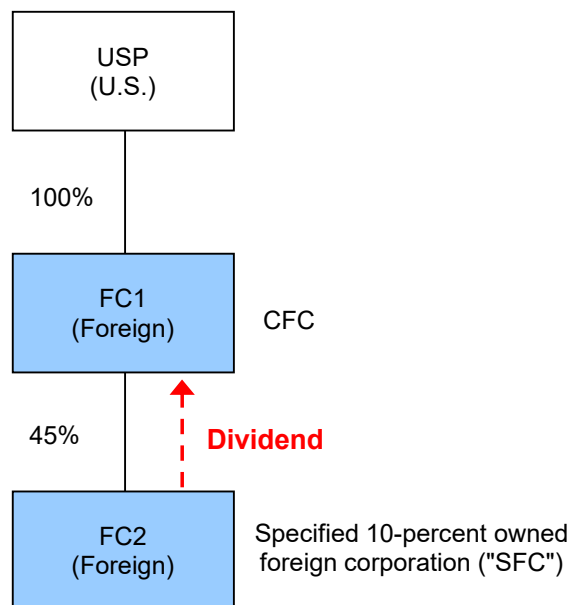 USP
(U.S.)
100%
FC1
(Foreign)
CFC
45%
Dividend
FC2
(Foreign)
Specified 10-percent owned
foreign corporation ("SFC")